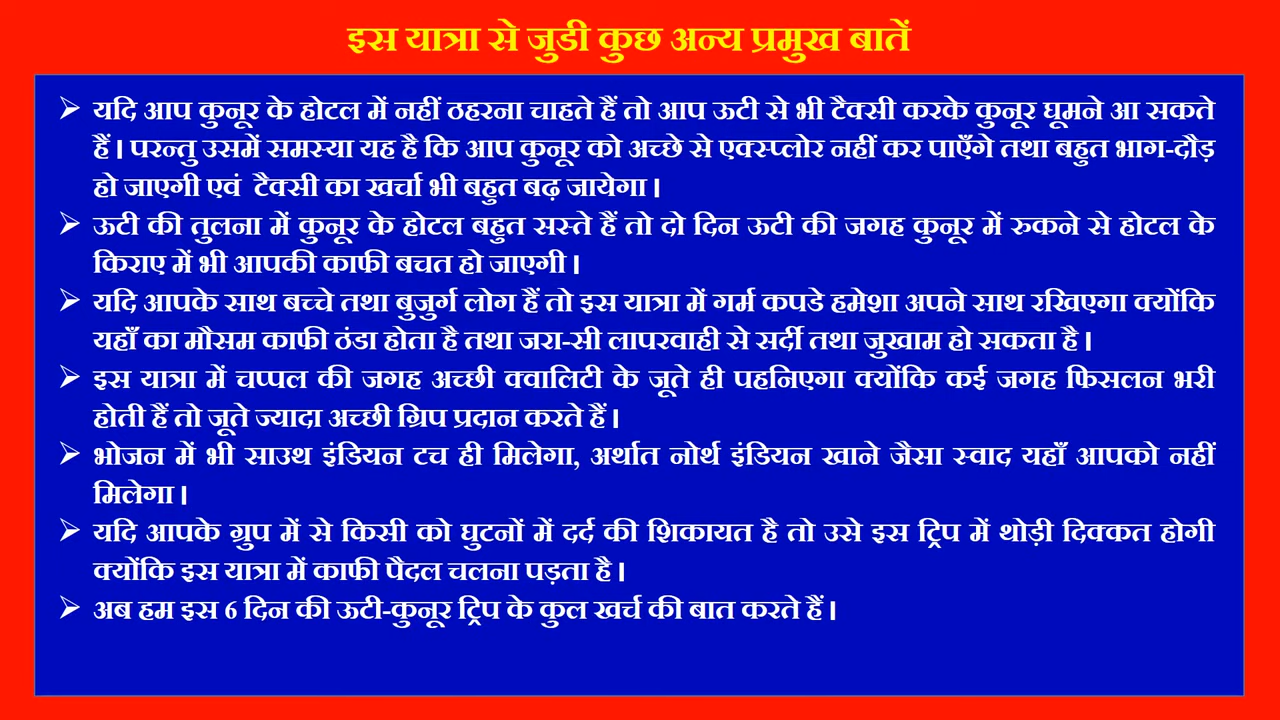 इस यात्रा से जुडी कुछ अन्य प्रमुख बातें
➢ यदि आप कुनूर के होटल में नहीं ठहरना चाहते हैं तो आप ऊटी से भी टैक्सी करके कुनूर घूमने आ सकते
हैं। परन्तु उसमें समस्या यह है कि आप कुनूर को अच्छे से एक्स्प्लोर नहीं कर पाएँगे तथा बहुत भाग-दौड़
हो जाएगी एवं टैक्सी का खर्चा भी बहुत बढ़ जायेगा।
➢ ऊटी की तुलना में कुनूर के होटल बहुत सस्ते हैं तो दो दिन ऊटी की जगह कुनूर में रुकने से होटल के
किराए में भी आपकी काफी बचत हो जाएगी।
➢ यदि आपके साथ बच्चे तथा बुजुर्ग लोग हैं तो इस यात्रा में गर्म कपडे हमेशा अपने साथ रखिएगा क्योंकि
यहाँ का मौसम काफी ठंडा होता है तथा जरा-सी लापरवाही से सर्दी तथा जुखाम हो सकता है।
➢ इस यात्रा में चप्पल की जगह अच्छी क्वालिटी के जूते ही पहनिएगा क्योंकि कई जगह फिसलन भरी
होती हैं तो जूते ज्यादा अच्छी ग्रिप प्रदान करते हैं।
➢ भोजन में भी साउथ इंडियन टच ही मिलेगा, अर्थात नोर्थ इंडियन खाने जैसा स्वाद यहाँ आपको नहीं
मिलेगा।
➢ यदि आपके ग्रुप में से किसी को घुटनों में दर्द की शिकायत है तो उसे इस ट्रिप में थोड़ी दिक्कत होगी
क्योंकि इस यात्रा में काफी पैदल चलना पड़ता है।
➢ अब हम इस 6 दिन की ऊटी-कुनूर ट्रिप के कुल खर्च की बात करते हैं।